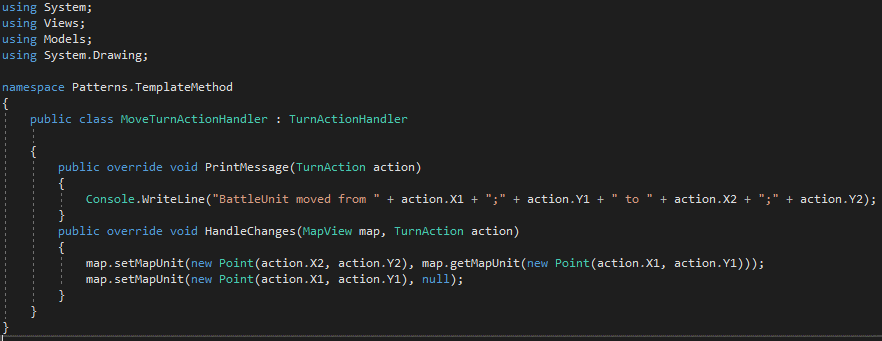 using System;
using Views;
using Models;
using System.Drawing;

namespace Patterns.TemplateMethod
{
    public class MoveTurnActionHandler : TurnActionHandler

    {
        public override void PrintMessage(TurnAction action)
        {
            Console.WriteLine("BattleUnit moved from " + action.X1 + ";" + action.Y1 + " to " + action.X2 + ";" + action.Y2);
        }
        public override void HandleChanges(MapView map, TurnAction action)
        {
            map.setMapUnit(new Point(action.X2, action.Y2), map.getMapUnit(new Point(action.X1, action.Y1)));
            map.setMapUnit(new Point(action.X1, action.Y1), null);
        }
    }
}